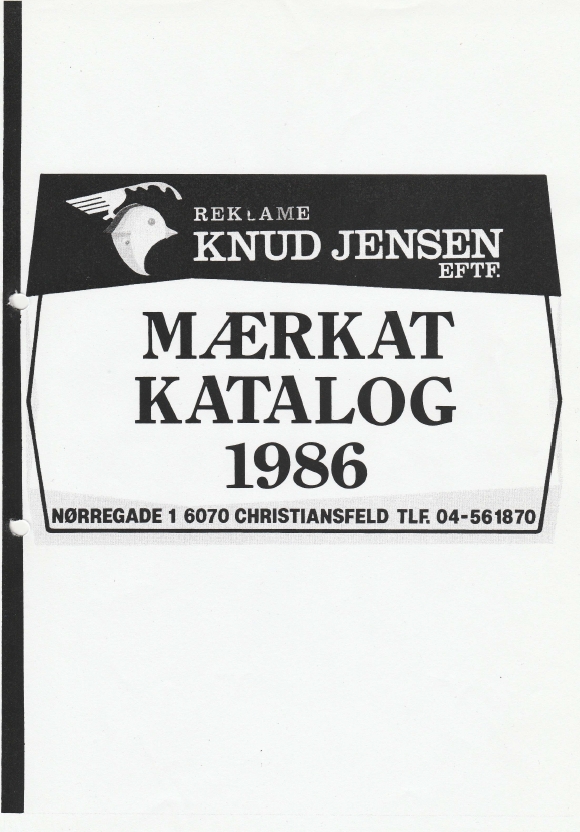 REKLAME
KNUD JENSEN
EFTF.
MÆRKAT
KATALOG
1986
NØRREGADE 1 6070 CHRISTIANSFELD TLF. 04-561870